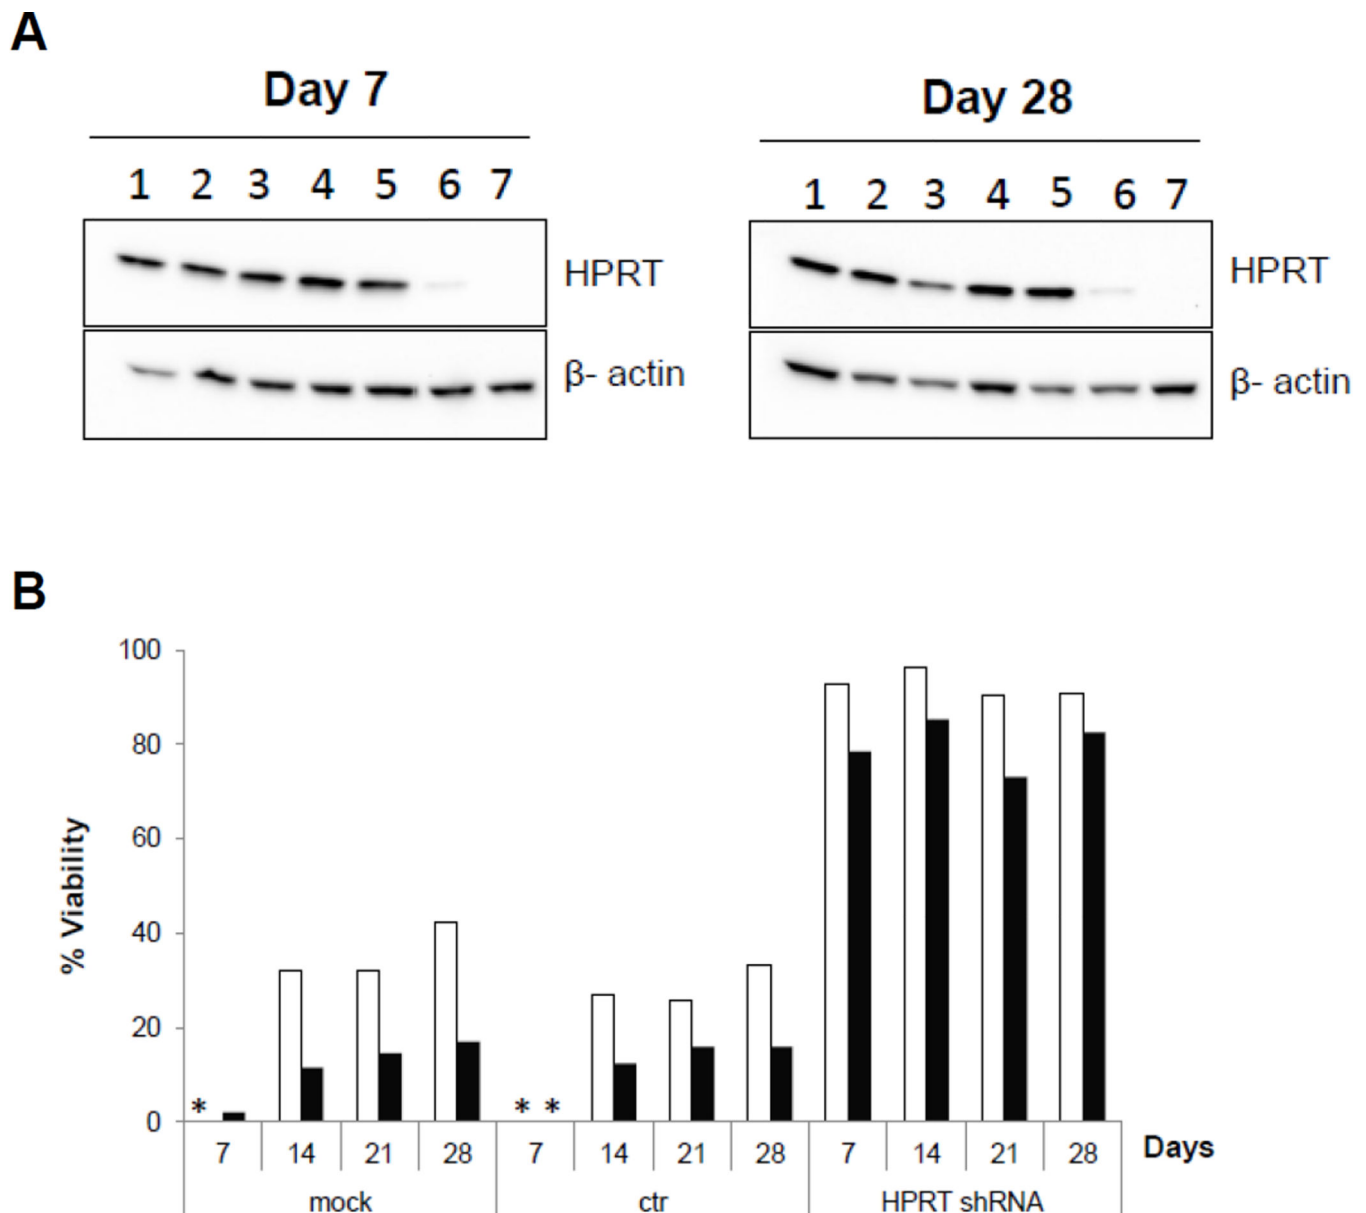 A
Day 7
1 2 3 4 5 6 7
HPRT
β- actin
Day 28
1 2 3 4 5 6 7
HPRT
β- actin
B
% Viability
100
80
60
40
20
0
* * *
7 14 21 28 7 14 21 28 7 14 21 28 Days
mock ctr HPRT shRNA